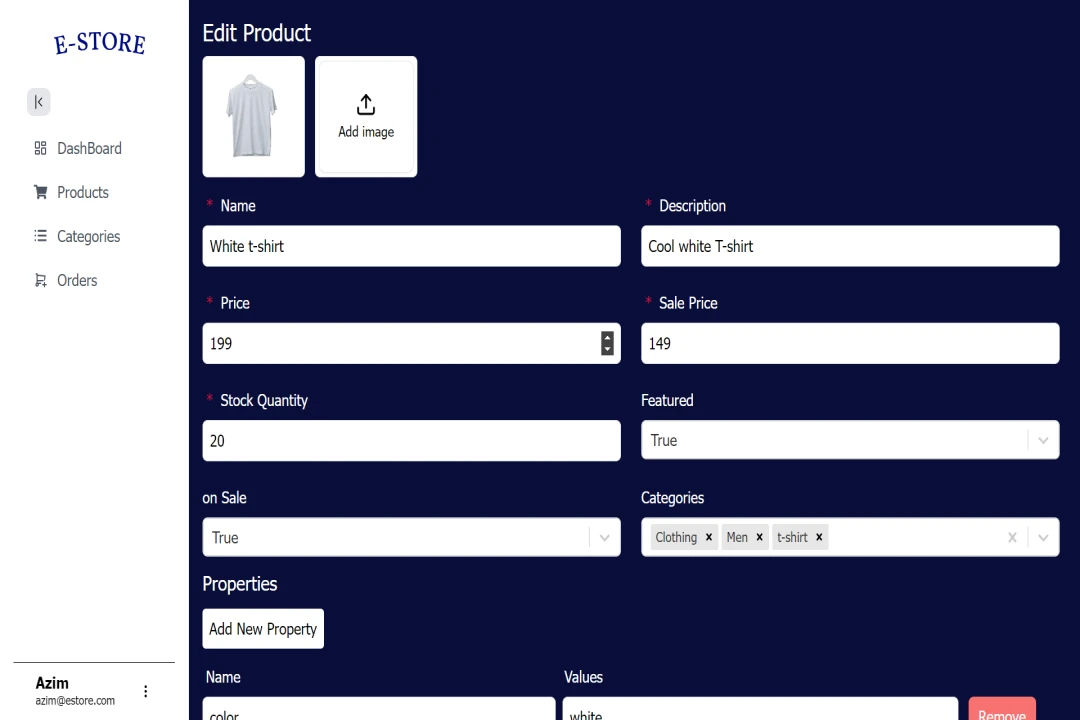 E-STORE
DashBoard
Products
Categories
Orders
Azim
azim@estore.com
Edit Product
Add image
* Name
* Description
White t-shirt
Cool white T-shirt
* Price
* Sale Price
199
149
* Stock Quantity
Featured
20
True
on Sale
Categories
True
Clothing × Men × t-shirt ×
Properties
Add New Property
Name
Values
color
white
Remove